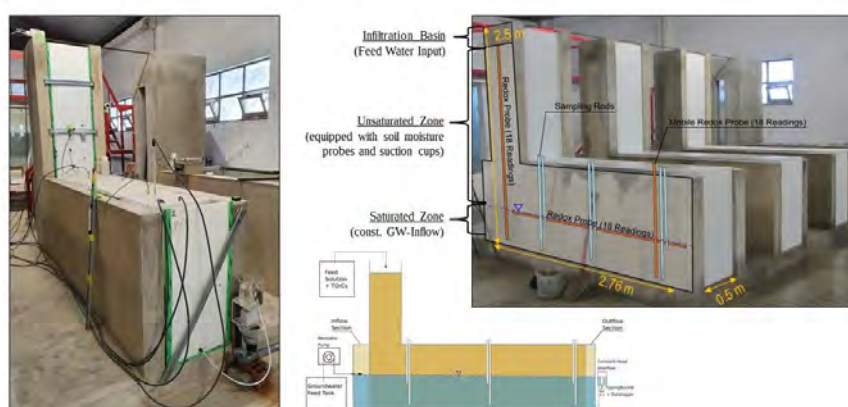 Infiltration Basin
(Feed Water Input)
Unsaturated Zone
(equipped with soil moisture
probes and suction cups)
Saturated Zone
(const. GW-Inflow)
2.5 m
Redox Probe (18 Readings)
Sampling Rods
Mobile Redox Probe (18 Readings)
Redox Probe (18 Readings)
2.76 m
0.5 m
Feed
Solution
+ TOrCs
Inflow
Section
Outflow
Section
Pump
Groundwater
Feed Tank